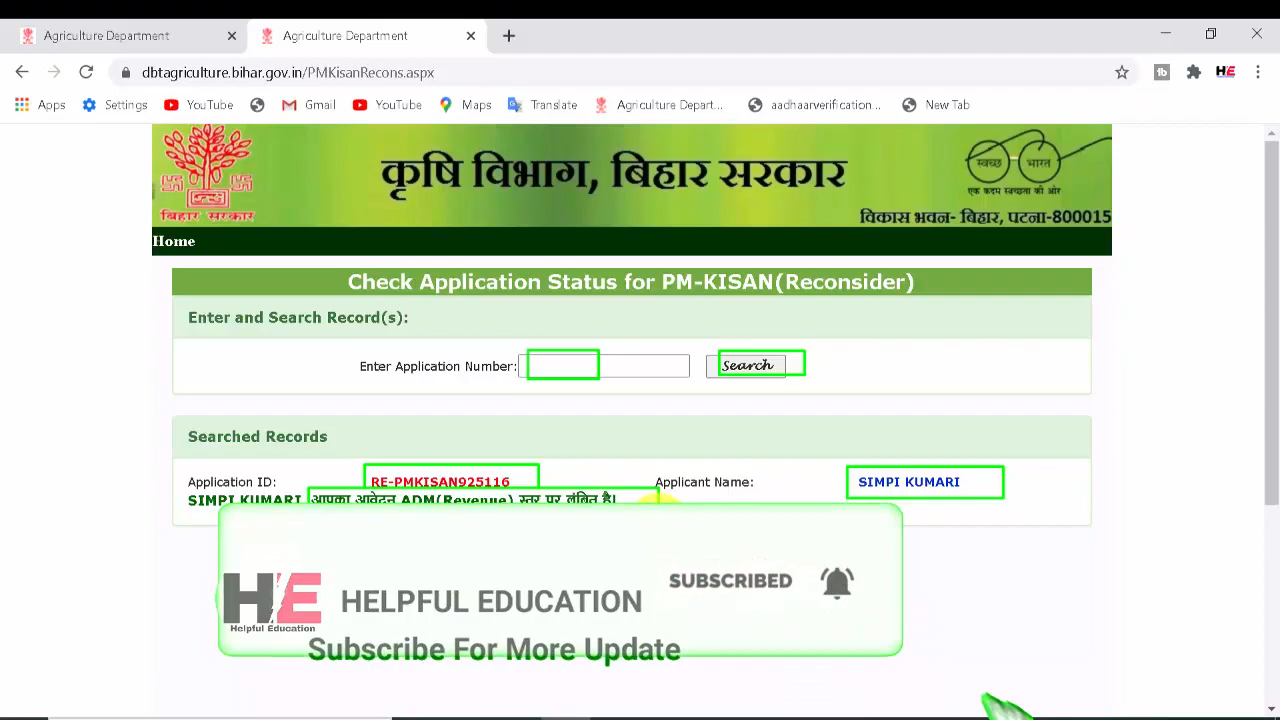 Agriculture Department
Agriculture Department
dbtagriculture.bihar.gov.in/PMKisanRecons.aspx
tb
HE
Apps Settings YouTube Gmail YouTube Maps Translate Agriculture Depart... aadhaarverification... New Tab
बिहार सरकार
कृषि विभाग, बिहार सरकार
स्वच्छ भारत
एक कदम स्वच्छता की ओर
विकास भवन- बिहार, पटना-800015
Home
Check Application Status for PM-KISAN(Reconsider)
Enter and Search Record(s):
Enter Application Number:
Search
Searched Records
Application ID: RE-PMKISAN925116 Applicant Name: SIMPI KUMARI
SIMPI KUMARI आपका आवेदन ADM(Revenue) स्तर पर लंबित है।
HE
Helpful Education
HELPFUL EDUCATION
SUBSCRIBED
Subscribe For More Update